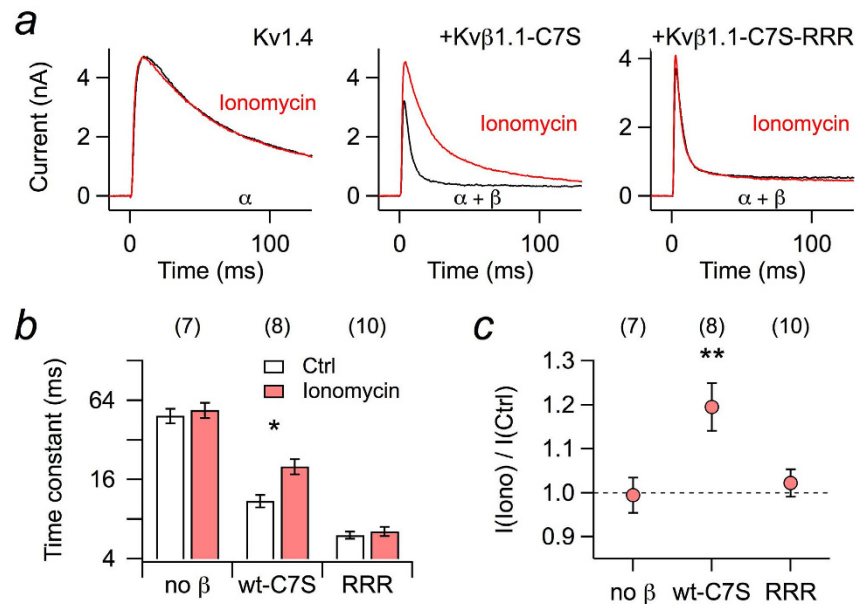 a
Kv1.4
+Kvβ1.1-C7S
+Kvβ1.1-C7S-RRR
Current (nA)
4
2
0
Ionomycin
α
0
100
Time (ms)
4
2
0
Ionomycin
α + β
0
100
Time (ms)
4
2
0
Ionomycin
α + β
0
100
Time (ms)
b
(7)
(8)
(10)
Time constant (ms)
64
16
4
Ctrl
Ionomycin
*
no β
wt-C7S
RRR
c
(7)
(8)
(10)
I(Iono) / I(Ctrl)
1.3
1.2
1.1
1.0
0.9
**
no β
wt-C7S
RRR